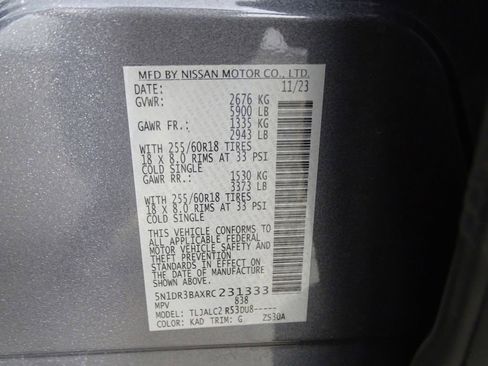 MFD BY NISSAN MOTOR CO., LTD.
DATE: 11/23
GVWR: 2676 KG
5900 LB
GAWR FR.: 1335 KG
2943 LB
WITH 255/60R18 TIRES
18 X 8.0 RIMS AT 33 PSI
COLD SINGLE
GAWR RR.: 1530 KG
3373 LB
WITH 255/60R18 TIRES
18 X 8.0 RIMS AT 33 PSI
COLD SINGLE
THIS VEHICLE CONFORMS TO
ALL APPLICABLE FEDERAL
MOTOR VEHICLE SAFETY AND
THEFT PREVENTION
STANDARDS IN EFFECT ON
THE DATE OF MANUFACTURE
SHOWN ABOVE.
5N1DR3BAXRC231333
MPV 838
MODEL: TLJALC2 R53DU8-----
COLOR: KAD TRIM: G ZS30A